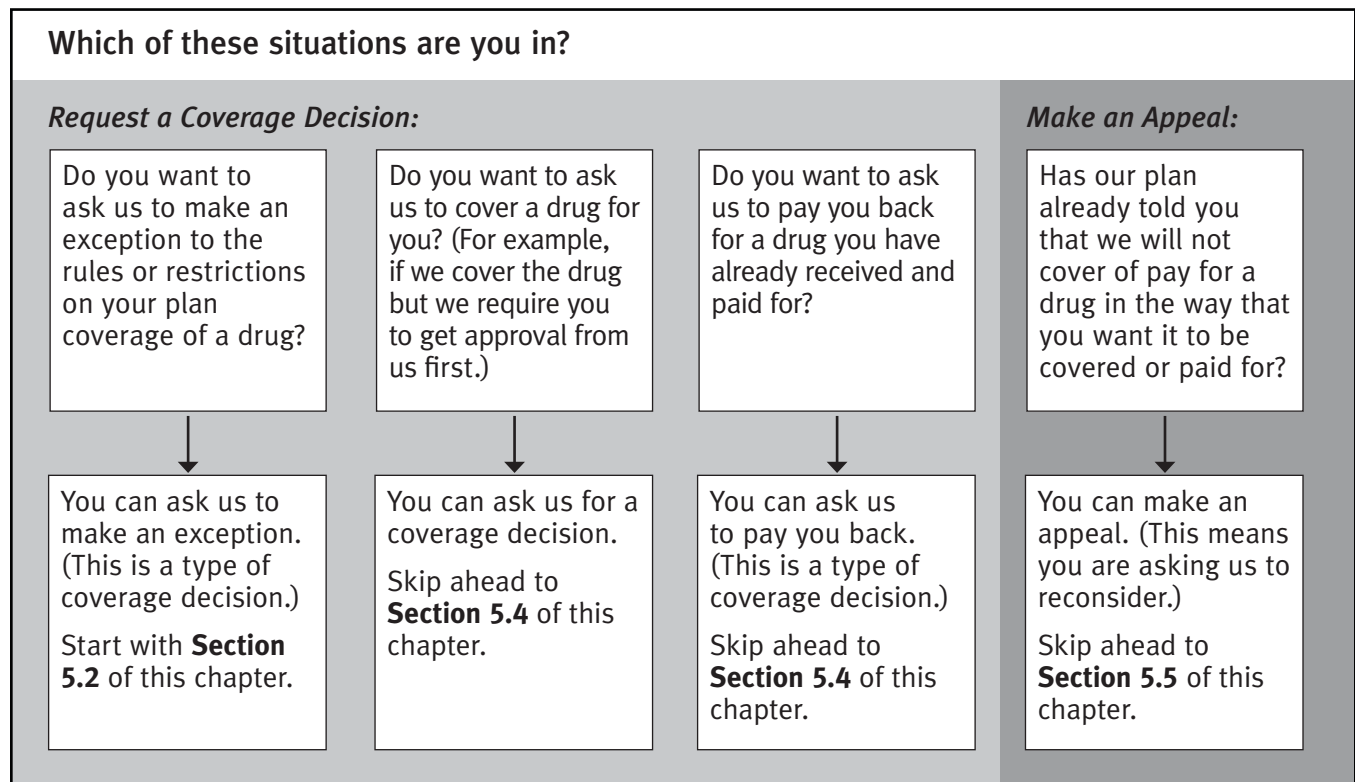 Which of these situations are you in?
Request a Coverage Decision:
Do you want to
ask us to make an
exception to the
rules or restrictions
on your plan
coverage of a drug?
You can ask us to
make an exception.
(This is a type of
coverage decision.)
Start with Section
5.2 of this chapter.
Do you want to ask
us to cover a drug for
you? (For example,
if we cover the drug
but we require you
to get approval from
us first.)
You can ask us for a
coverage decision.
Skip ahead to
Section 5.4 of this
chapter.
Do you want to ask
us to pay you back
for a drug you have
already received and
paid for?
You can ask us
to pay you back.
(This is a type of
coverage decision.)
Skip ahead to
Section 5.4 of this
chapter.
Make an Appeal:
Has our plan
already told you
that we will not
cover of pay for a
drug in the way that
you want it to be
covered or paid for?
You can make an
appeal. (This means
you are asking us to
reconsider.)
Skip ahead to
Section 5.5 of this
chapter.